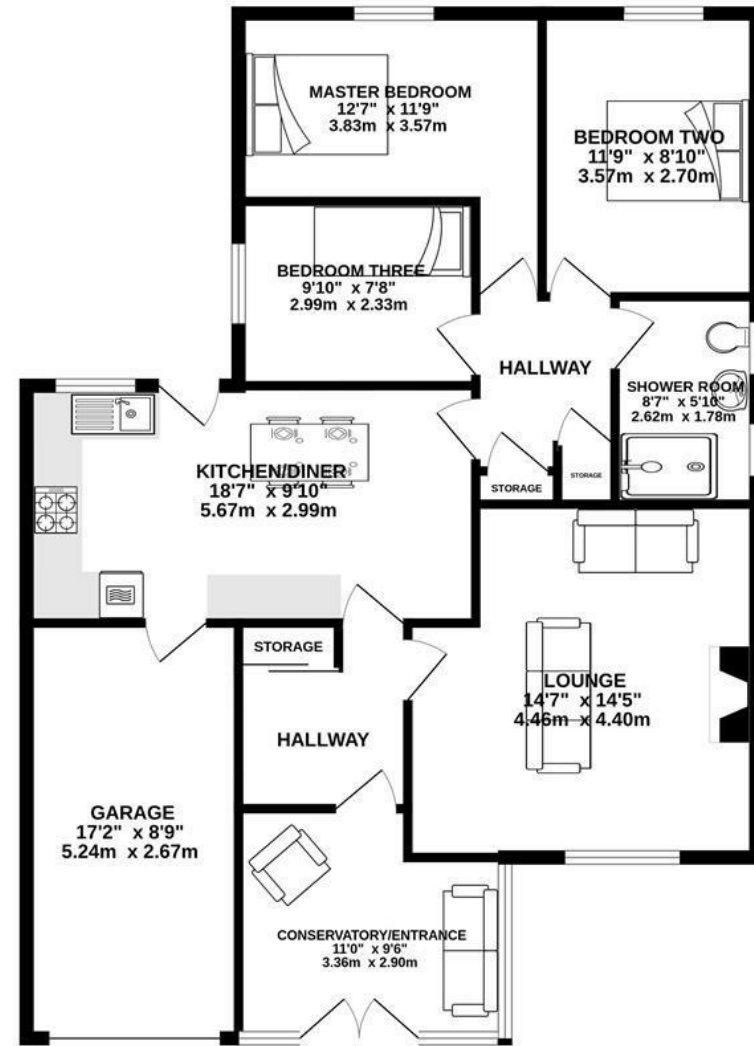 MASTER BEDROOM
12'7" x 11'9"
3.83m x 3.57m
BEDROOM TWO
11'9" x 8'10"
3.57m x 2.70m
BEDROOM THREE
9'10" x 7'8"
2.99m x 2.33m
HALLWAY
SHOWER ROOM
8'7" x 5'10"
2.62m x 1.78m
KITCHEN/DINER
18'7" x 9'10"
5.67m x 2.99m
STORAGE
STORAGE
STORAGE
HALLWAY
LOUNGE
14'7" x 14'5"
4.46m x 4.40m
GARAGE
17'2" x 8'9"
5.24m x 2.67m
CONSERVATORY/ENTRANCE
11'0" x 9'6"
3.36m x 2.90m